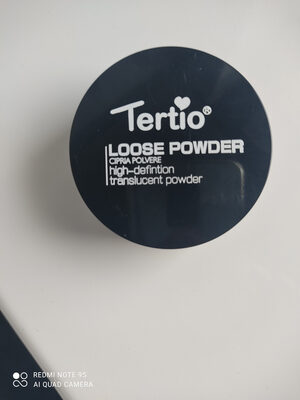 Tertio®
LOOSE POWDER
CIPRIA POLVERE
high-defintion
translucent powder
REDMI NOTE 9S
AI QUAD CAMERA